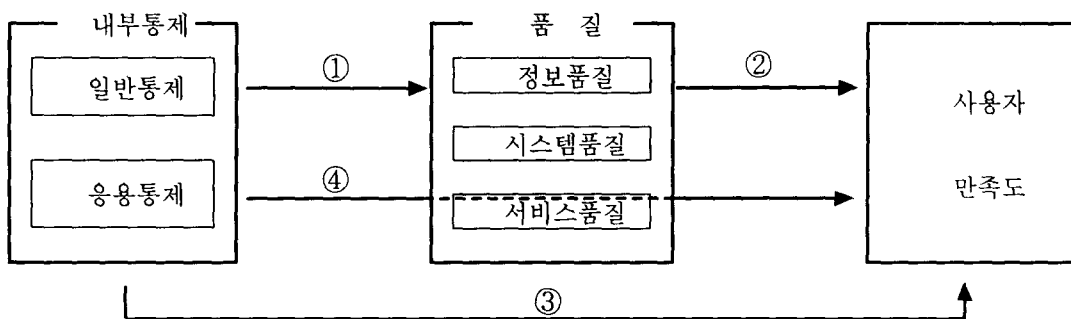 내부통제
품 질
일반통제
①
정보품질
②
사용자
시스템품질
응용통제
④
서비스품질
만족도
③